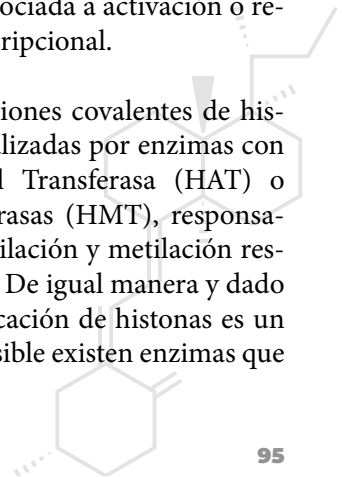 ociada a activación o re-
ripcional.
iones covalentes de his-
lizadas por enzimas con
l Transferasa (HAT) o
rasas (HMT), responsa-
ilación y metilación res-
De igual manera y dado
cación de histonas es un
sible existen enzimas que
95